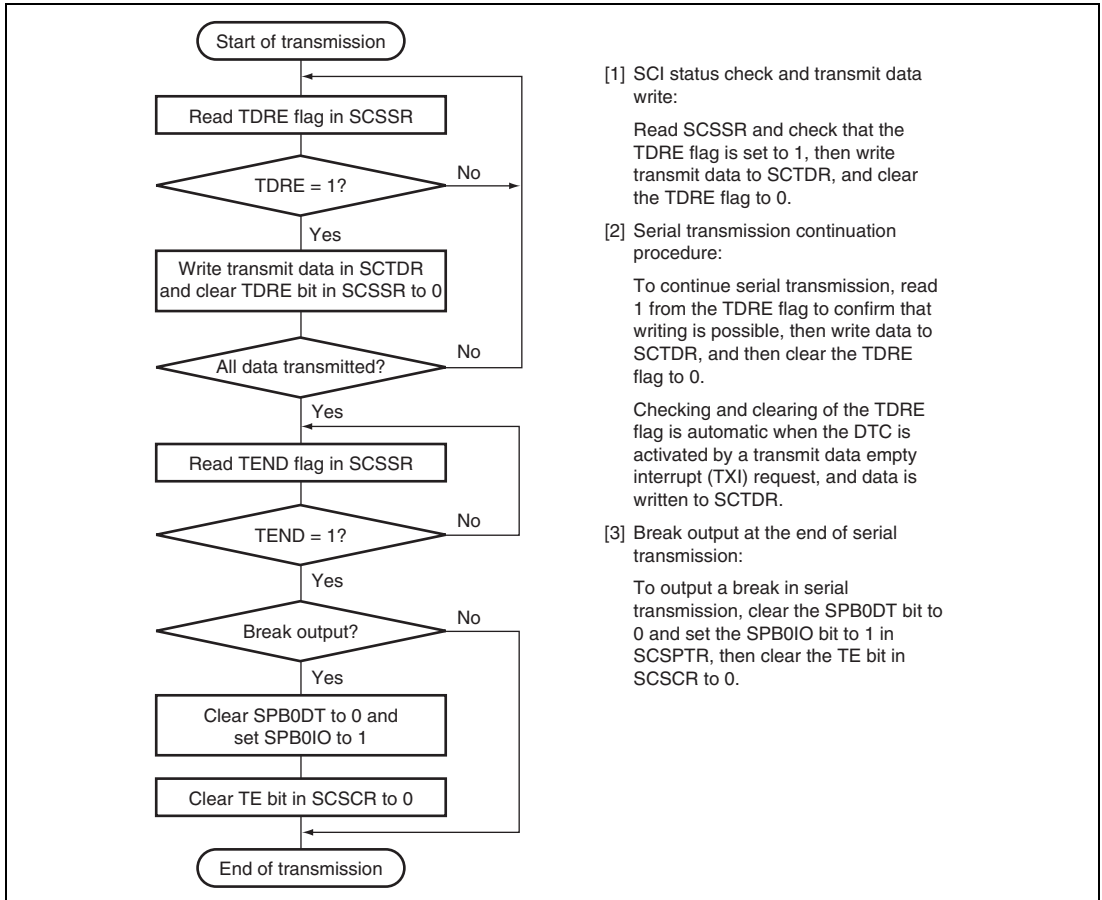 Start of transmission
Read TDRE flag in SCSSR
TDRE = 1?
No
Yes
Write transmit data in SCTDR
and clear TDRE bit in SCSSR to 0
All data transmitted?
No
Yes
Read TEND flag in SCSSR
TEND = 1?
No
Yes
Break output?
No
Yes
Clear SPB0DT to 0 and
set SPB0IO to 1
Clear TE bit in SCSCR to 0
End of transmission
[1] SCI status check and transmit data
write:
Read SCSSR and check that the
TDRE flag is set to 1, then write
transmit data to SCTDR, and clear
the TDRE flag to 0.
[2] Serial transmission continuation
procedure:
To continue serial transmission, read
1 from the TDRE flag to confirm that
writing is possible, then write data to
SCTDR, and then clear the TDRE
flag to 0.
Checking and clearing of the TDRE
flag is automatic when the DTC is
activated by a transmit data empty
interrupt (TXI) request, and data is
written to SCTDR.
[3] Break output at the end of serial
transmission:
To output a break in serial
transmission, clear the SPB0DT bit to
0 and set the SPB0IO bit to 1 in
SCSPTR, then clear the TE bit in
SCSCR to 0.